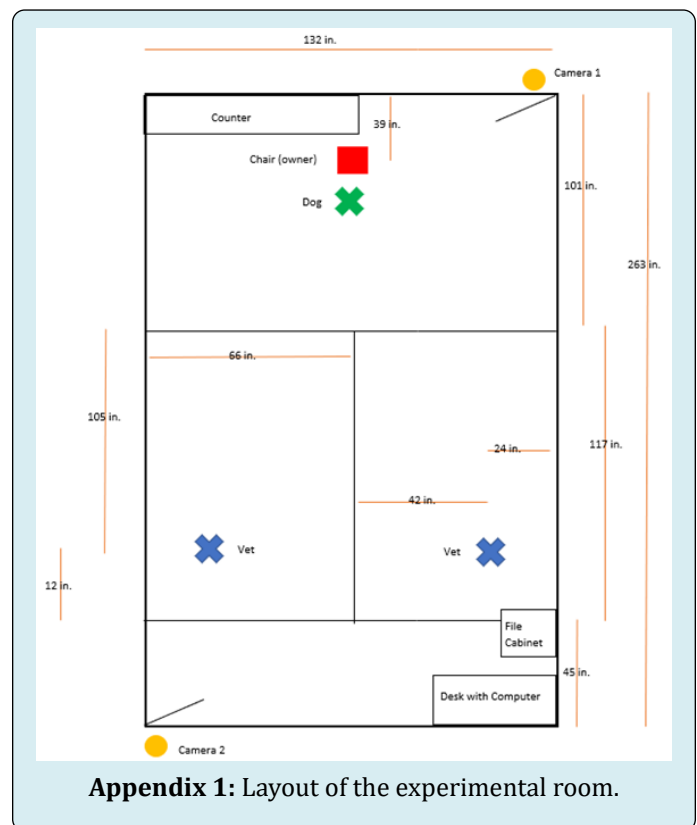 132 in.
Camera 1
Counter
39 in.
Chair (owner)
101 in.
Dog
263 in.
66 in.
105 in.
24 in.
117 in.
42 in.
Vet
Vet
12 in.
File
Cabinet
45 in.
Desk with Computer
Camera 2
Appendix 1: Layout of the experimental room.